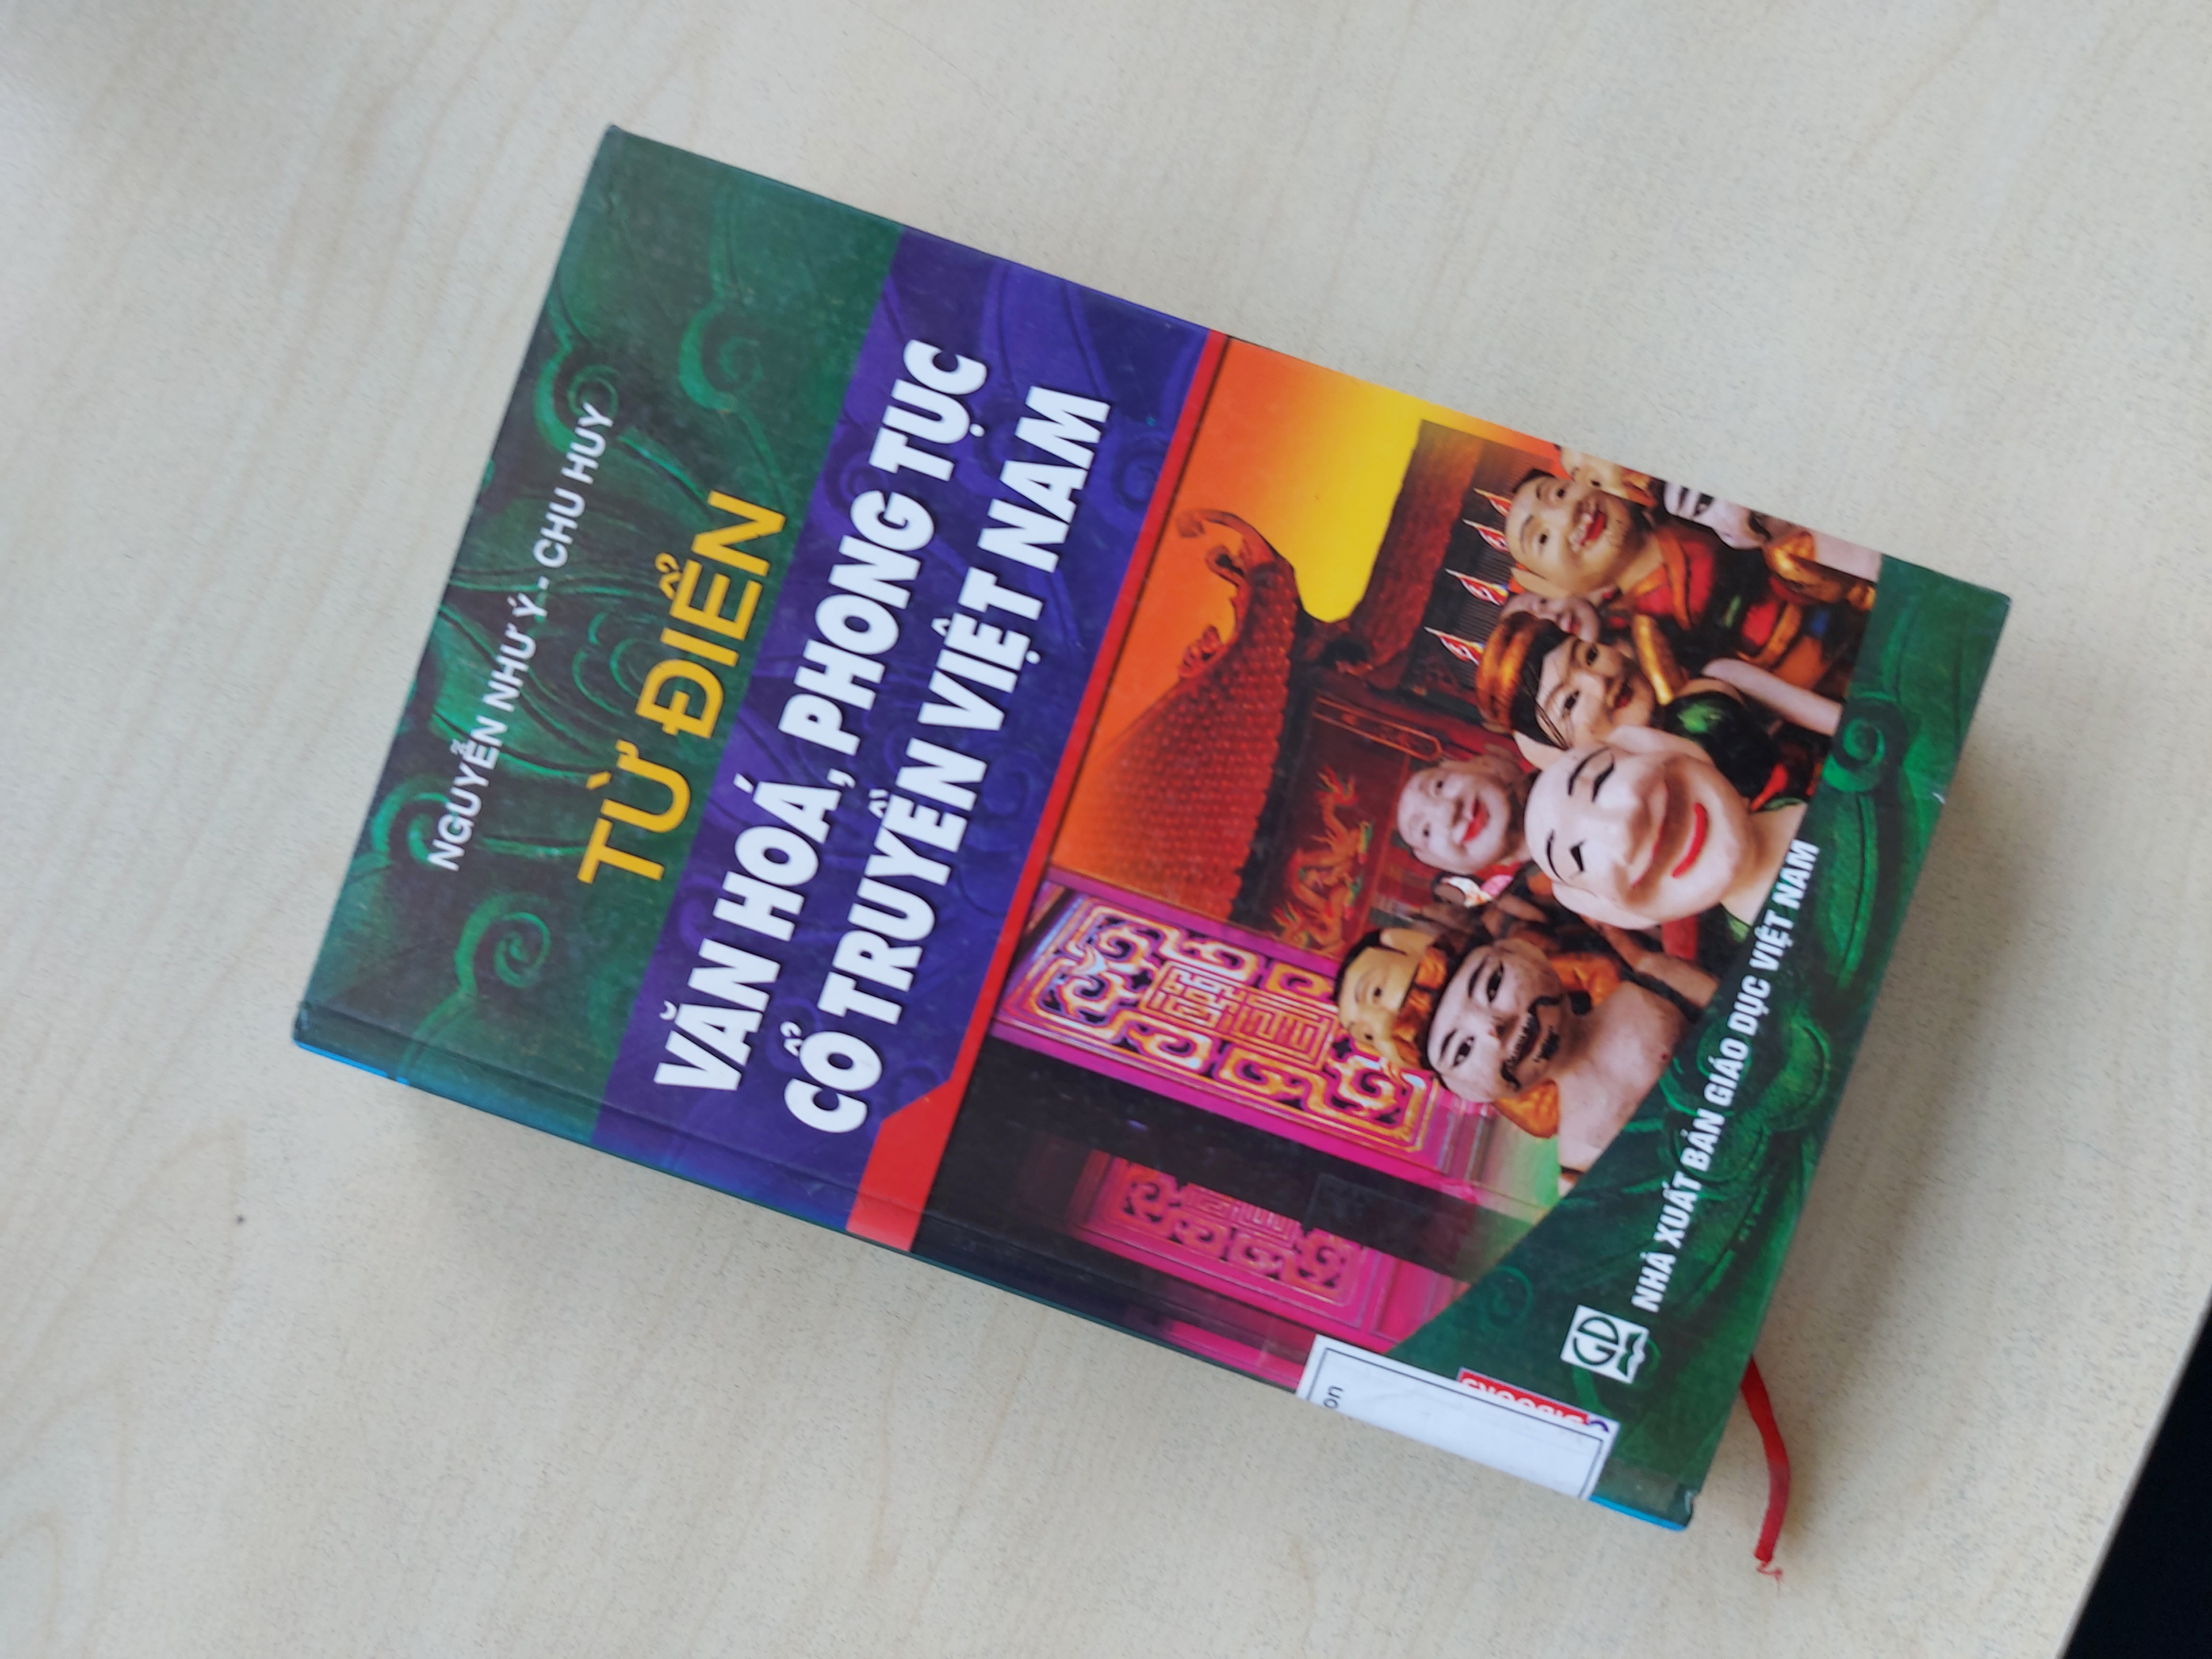 NGUYỄN NHƯ Ý - CHU HUY
TỪ ĐIỂN
VĂN HOÁ, PHONG TỤC
CỔ TRUYỀN VIỆT NAM
GD
NHÀ XUẤT BẢN GIÁO DỤC VIỆT NAM